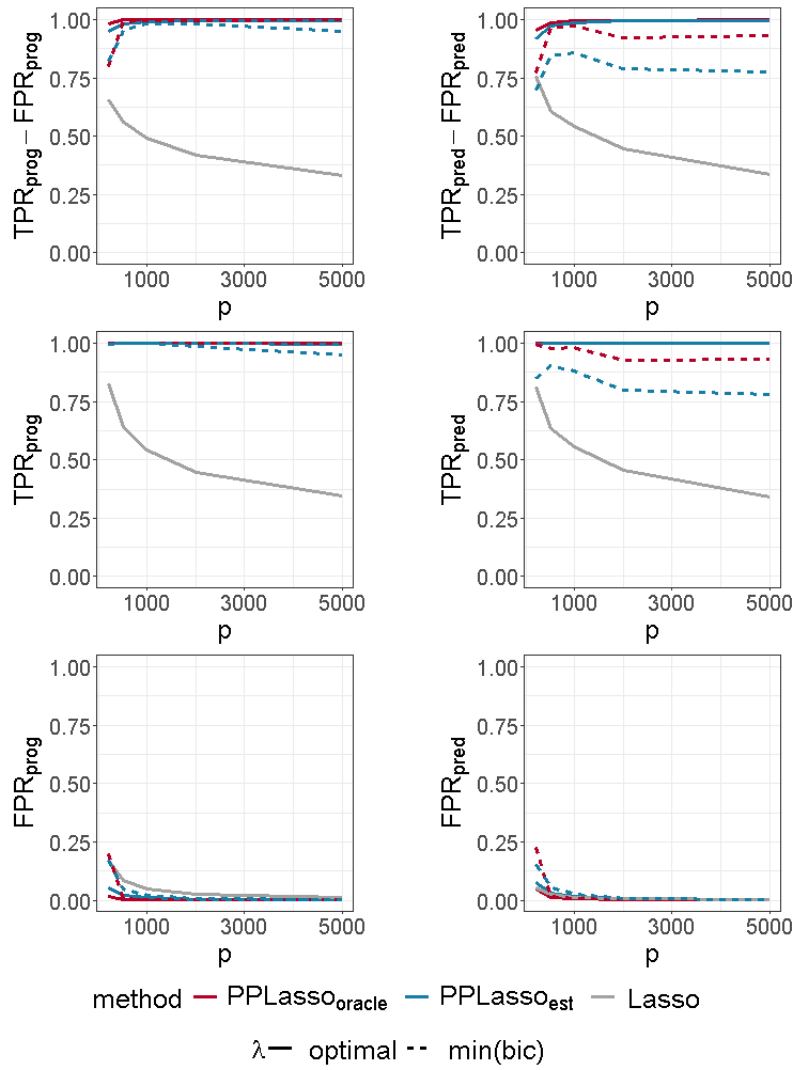 TPRprog − FPRprog
1.00
0.75
0.50
0.25
0.00
1000 3000 5000
p
TPRpred − FPRpred
1.00
0.75
0.50
0.25
0.00
1000 3000 5000
p
TPRprog
1.00
0.75
0.50
0.25
0.00
1000 3000 5000
p
TPRpred
1.00
0.75
0.50
0.25
0.00
1000 3000 5000
p
FPRprog
1.00
0.75
0.50
0.25
0.00
1000 3000 5000
p
FPRpred
1.00
0.75
0.50
0.25
0.00
1000 3000 5000
p
method PPLassooracle PPLassoest Lasso
λ optimal min(bic)